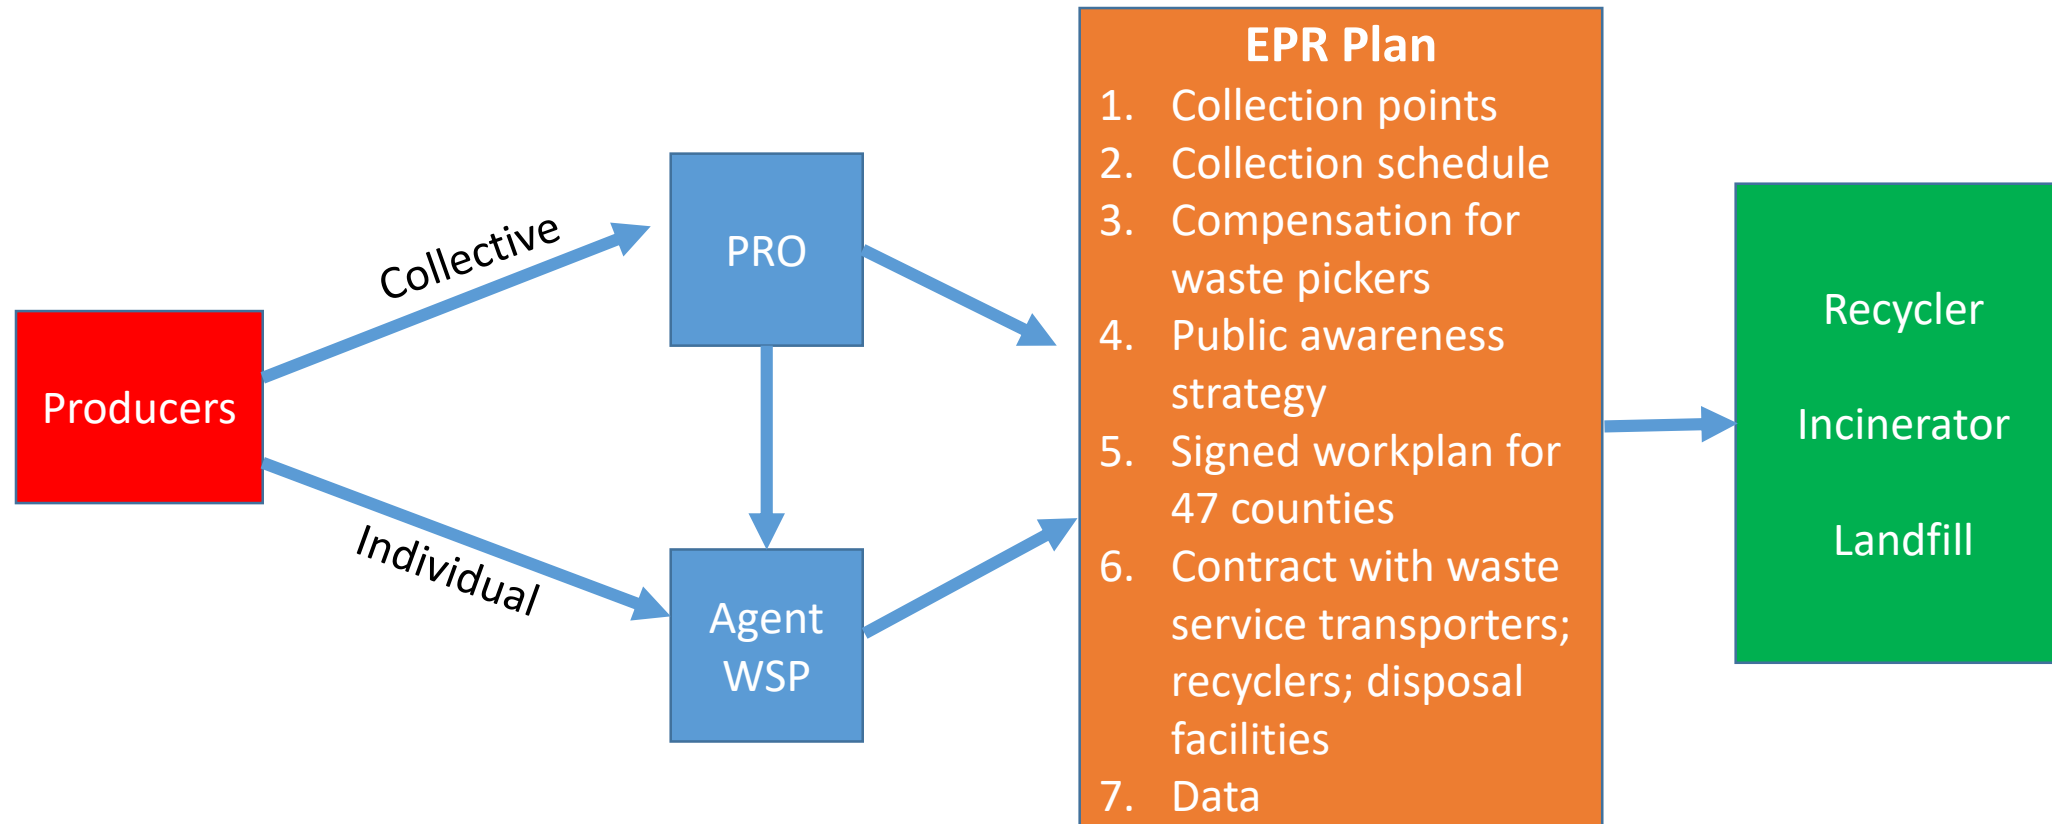 Producers
Collective
Individual
PRO
Agent
WSP
EPR Plan
1. Collection points
2. Collection schedule
3. Compensation for
waste pickers
4. Public awareness
strategy
5. Signed workplan for
47 counties
6. Contract with waste
service transporters;
recyclers; disposal
facilities
7. Data
Recycler
Incinerator
Landfill